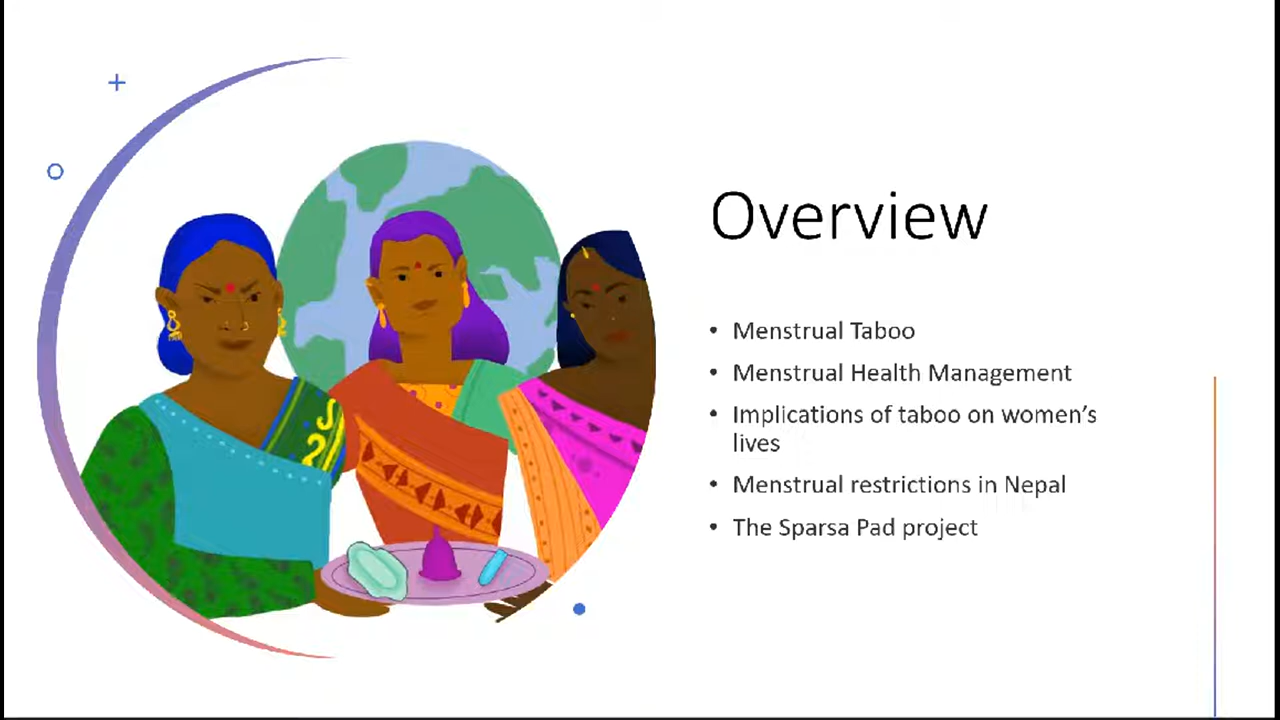 Overview
• Menstrual Taboo
• Menstrual Health Management
• Implications of taboo on women’s
lives
• Menstrual restrictions in Nepal
• The Sparsa Pad project